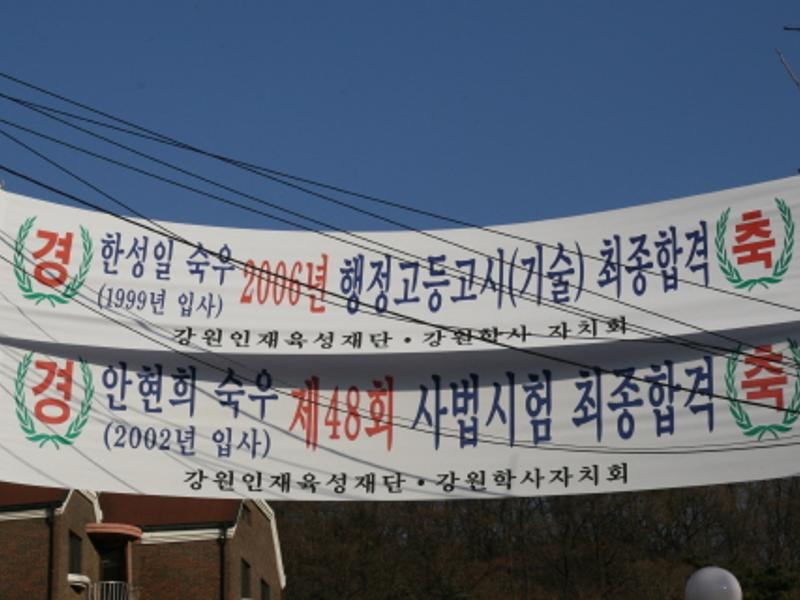 경 한성일 숙우 2006년 행정고등고시(기술) 최종합격 축
(1999년 입사)
강원인재육성재단·강원학사 자치회
경 안현희 숙우 제48회 사법시험 최종합격 축
(2002년 입사)
강원인재육성재단·강원학사자치회